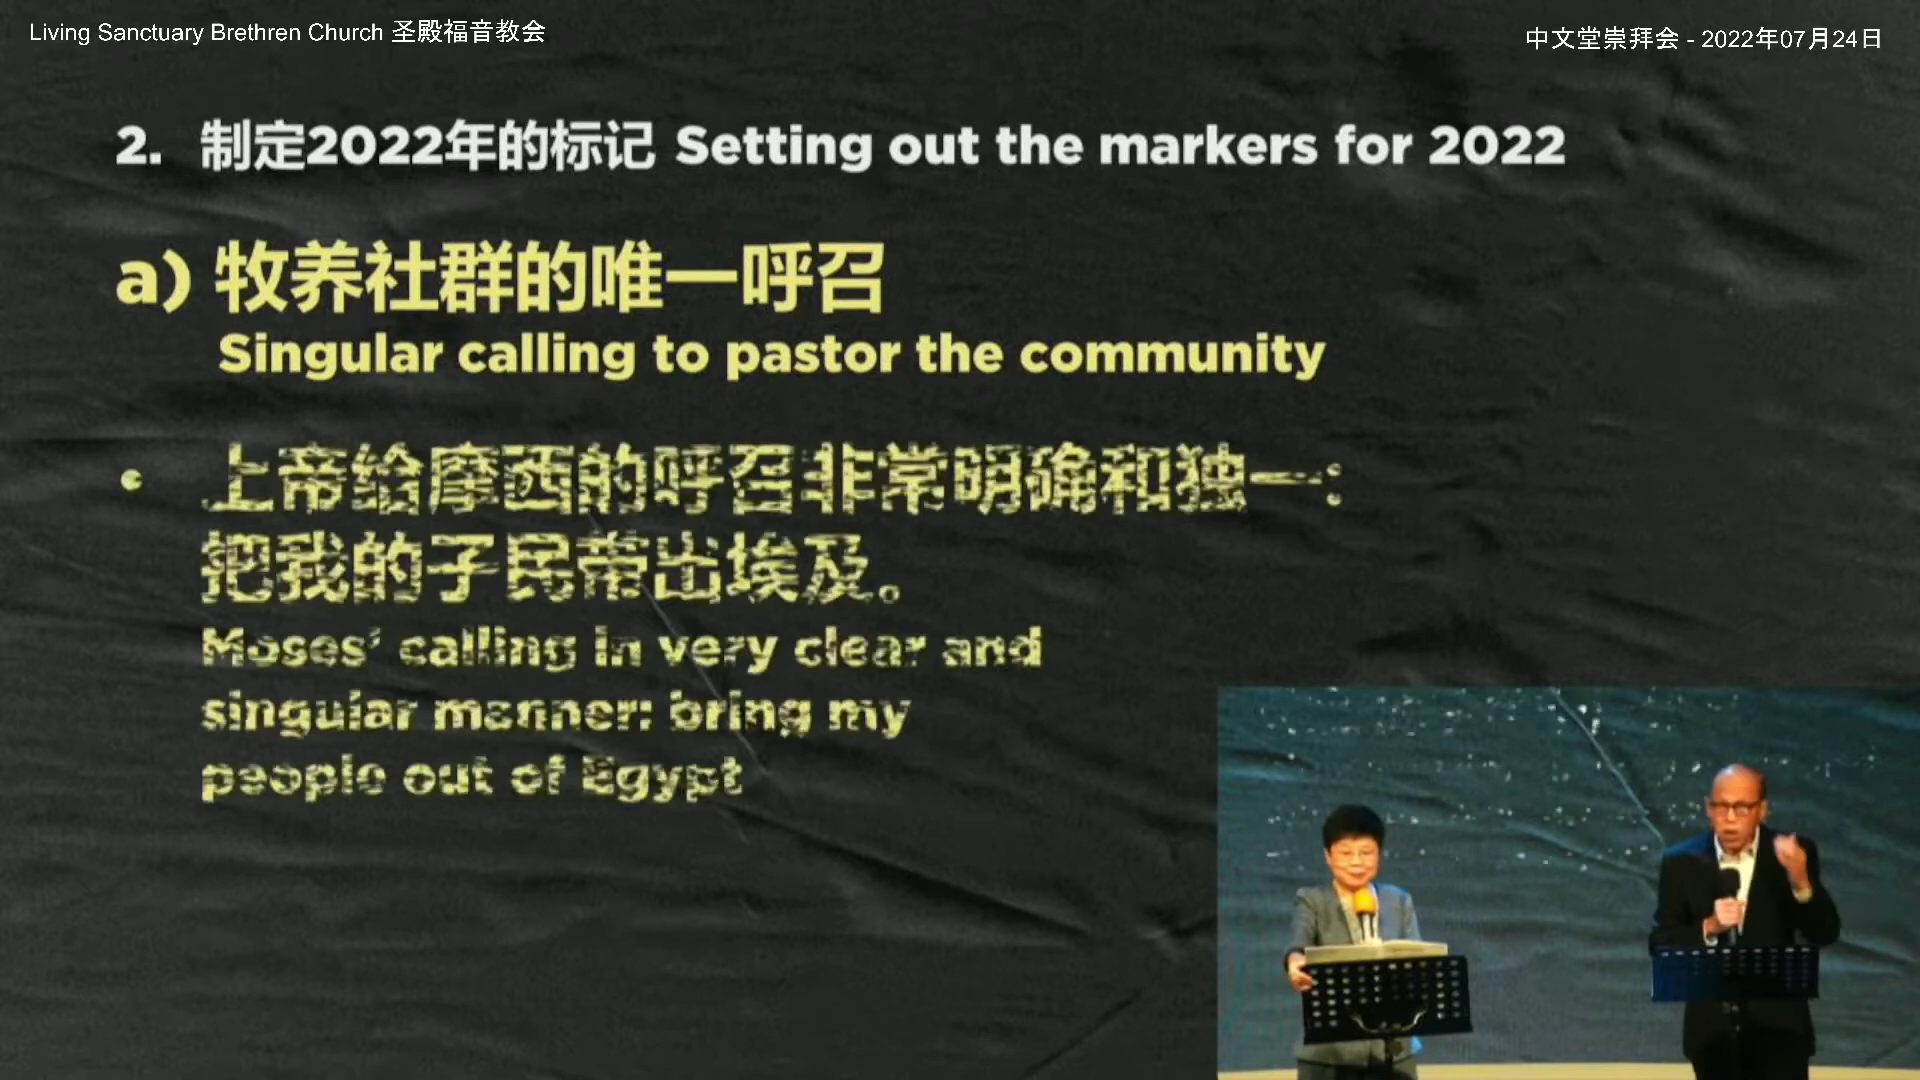 Living Sanctuary Brethren Church 圣殿福音教会
中文堂崇拜会 - 2022年07月24日
2. 制定2022年的标记 Setting out the markers for 2022
a) 牧养社群的唯一呼召
Singular calling to pastor the community
• 上帝给摩西的呼召非常明确和独一:
把我的子民带出埃及。
Moses' calling in very clear and
singular manner: bring my
people out of Egypt